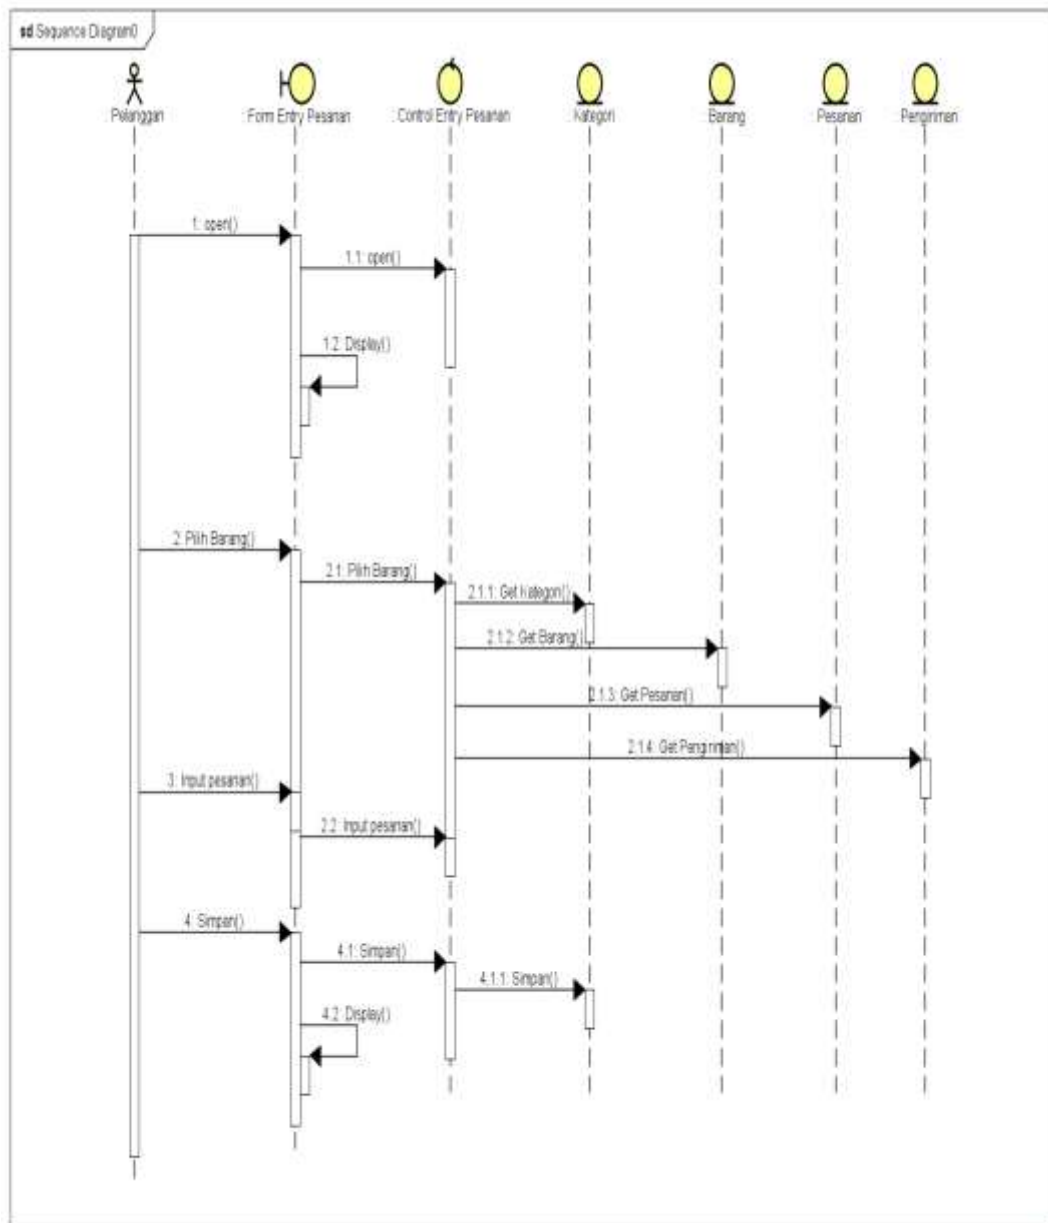 sd Sequence Diagram0
Pelanggan
Form Entry Pesanan
Control Entry Pesanan
Kategori
Barang
Pesanan
Pengiriman
1: open()
1.1: open()
1.2: Display()
2: Pilih Barang()
2.1: Pilih Barang()
2.1.1: Get Kategori()
2.1.2: Get Barang()
2.1.3: Get Pesanan()
2.1.4: Get Pengiriman()
3: Input pesanan()
2.2: Input pesanan()
4: Simpan()
4.1: Simpan()
4.1.1: Simpan()
4.2: Display()